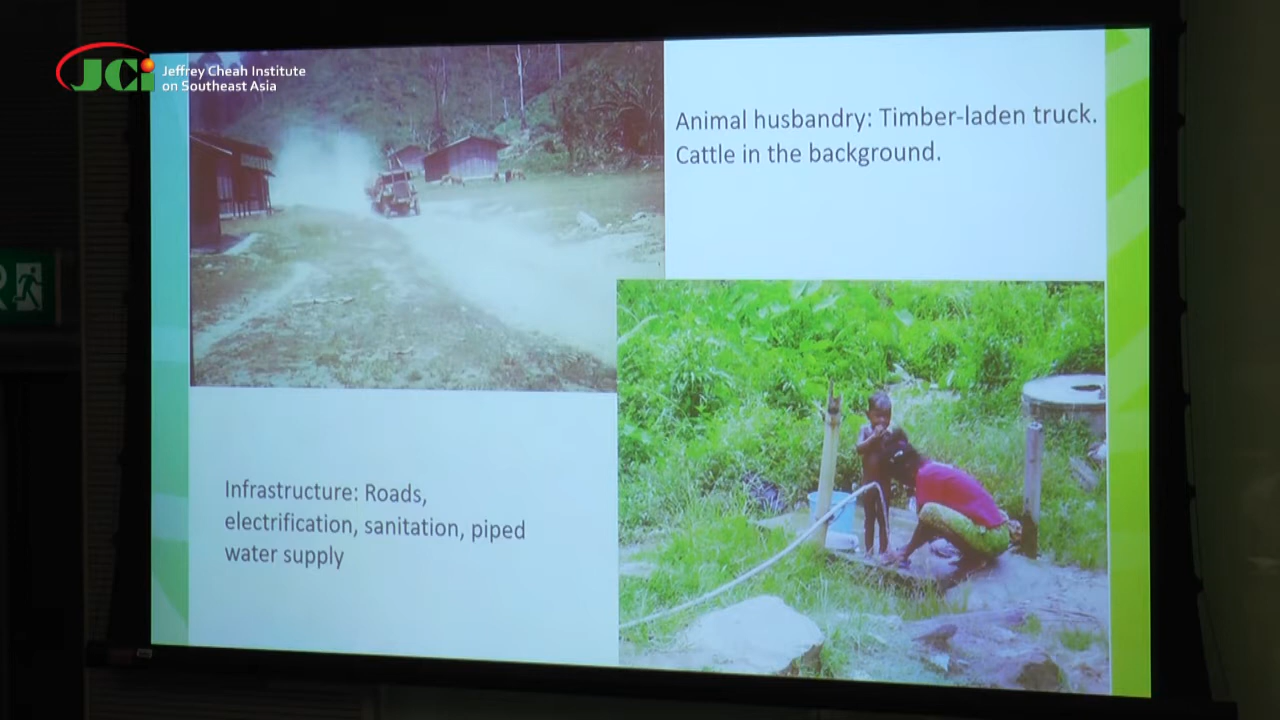 JCi Jeffrey Cheah Institute
on Southeast Asia
Animal husbandry: Timber-laden truck.
Cattle in the background.
Infrastructure: Roads,
electrification, sanitation, piped
water supply